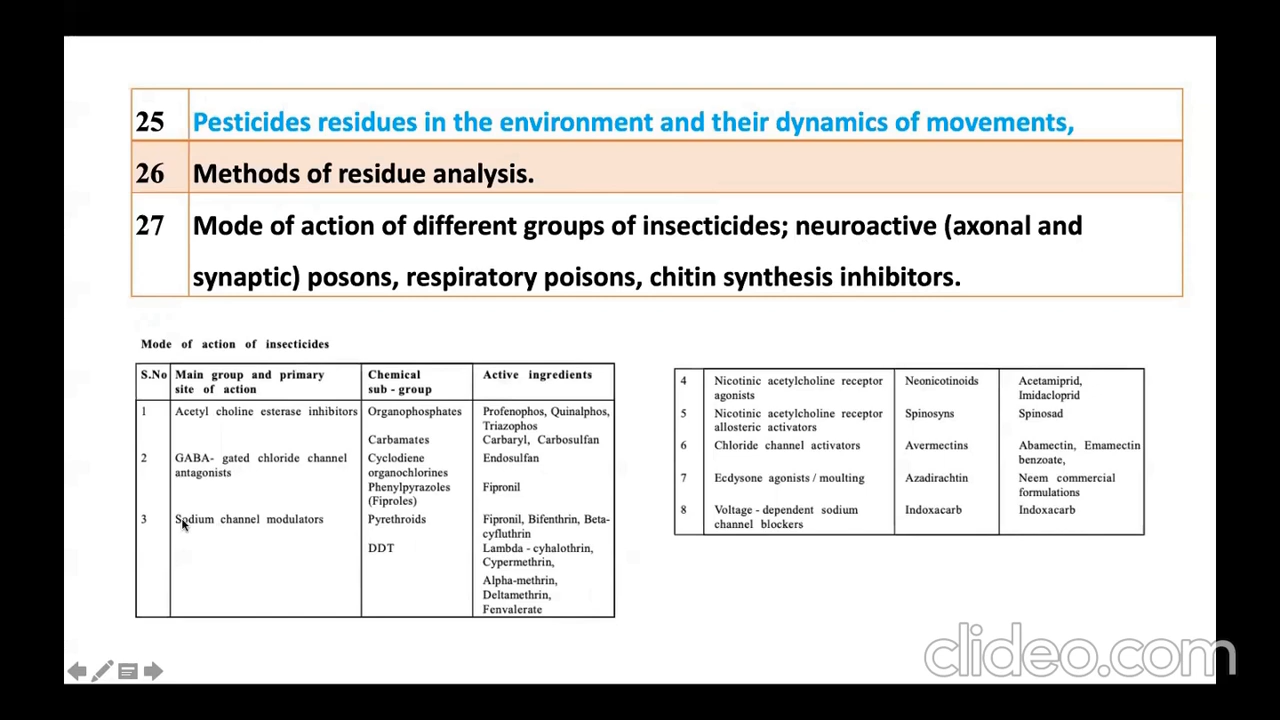 25 Pesticides residues in the environment and their dynamics of movements,
26 Methods of residue analysis.
27 Mode of action of different groups of insecticides; neuroactive (axonal and
synaptic) posons, respiratory poisons, chitin synthesis inhibitors.
Mode of action of insecticides
S.No Main group and primary Chemical Active ingredients
site of action sub - group
1 Acetyl choline esterase inhibitors Organophosphates Profenophos, Quinalphos,
Triazophos
Carbamates Carbaryl, Carbosulfan
2 GABA- gated chloride channel Cyclodiene Endosulfan
antagonists organochlorines
Phenylpyrazoles Fipronil
(Fiproles)
3 Sodium channel modulators Pyrethroids Fipronil, Bifenthrin, Beta-
cyfluthrin
DDT Lambda - cyhalothrin,
Cypermethrin,
Alpha-methrin,
Deltamethrin,
Fenvalerate
4 Nicotinic acetylcholine receptor Neonicotinoids Acetamiprid,
agonists Imidacloprid
5 Nicotinic acetylcholine receptor Spinosyns Spinosad
allosteric activators
6 Chloride channel activators Avermectins Abamectin, Emamectin
benzoate,
7 Ecdysone agonists / moulting Azadirachtin Neem commercial
formulations
8 Voltage - dependent sodium Indoxacarb Indoxacarb
channel blockers
clideo.com